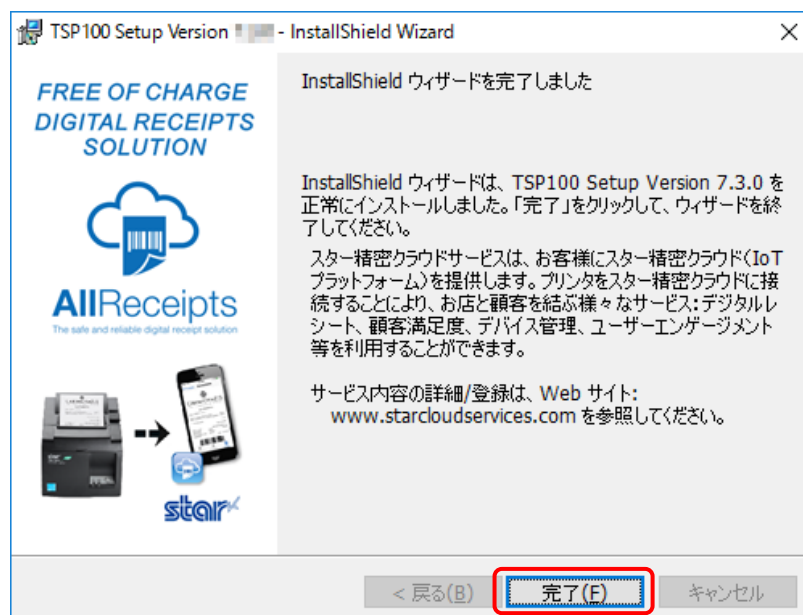 TSP100 Setup Version - InstallShield Wizard
FREE OF CHARGE
DIGITAL RECEIPTS
SOLUTION
AllReceipts
The safe and reliable digital receipt solution
star
InstallShield ウィザードを完了しました
InstallShield ウィザードは、TSP100 Setup Version 7.3.0 を
正常にインストールしました。「完了」をクリックして、ウィザードを終
了してください。
スター精密クラウドサービスは、お客様にスター精密クラウド(IoT
プラットフォーム)を提供します。プリンタをスター精密クラウドに接
続することにより、お店と顧客を結ぶ様々なサービス:デジタルレ
シート、顧客満足度、デバイス管理、ユーザーエンゲージメント
等を利用することができます。
サービス内容の詳細/登録は、Web サイト:
www.starcloudservices.com を参照してください。
< 戻る(B)
完了(F)
キャンセル